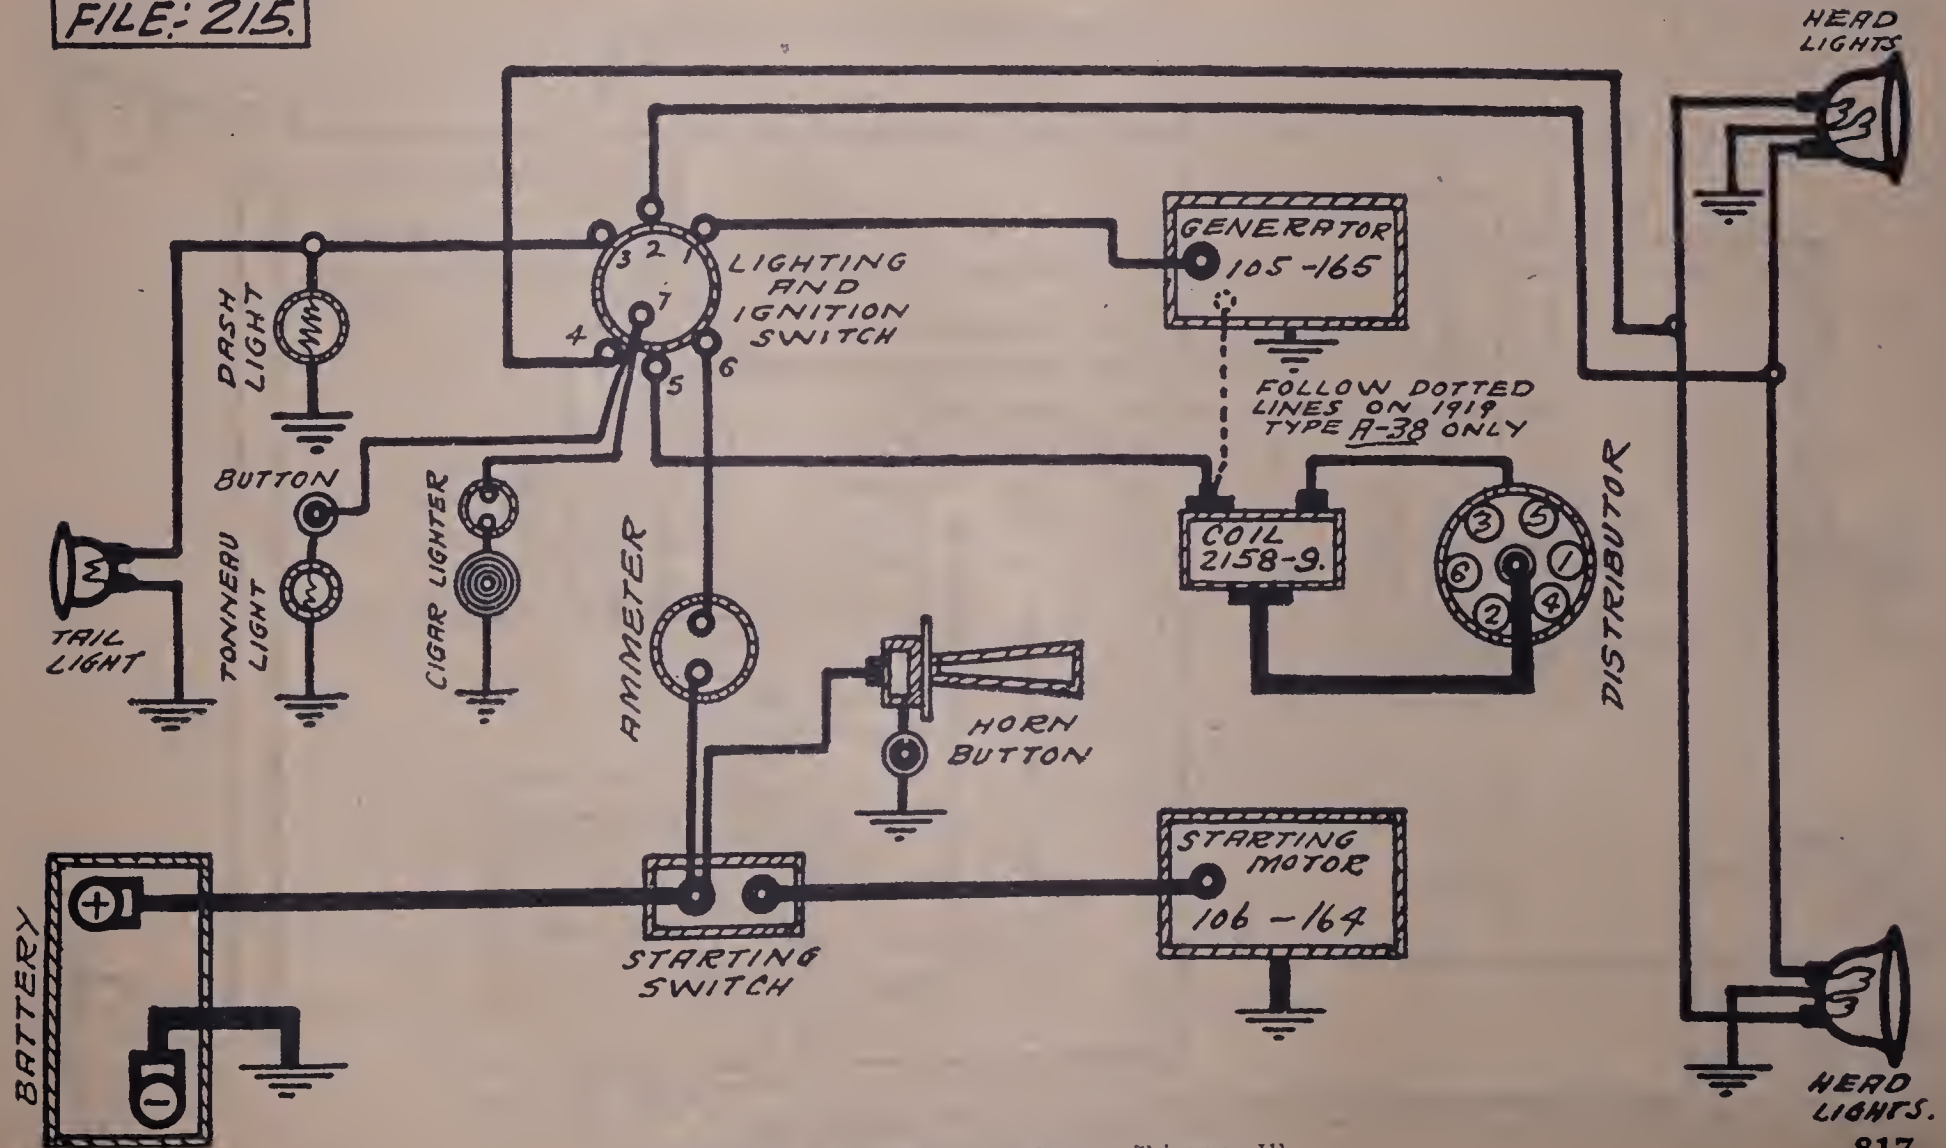 FILE:- 215.
HEAD
LIGHTS
GENERATOR
105-165
3 2 1
7
4
5
6
LIGHTING
AND
IGNITION
SWITCH
DASH
LIGHT
FOLLOW DOTTED
LINES ON 1919
TYPE A-38 ONLY
BUTTON
TONNEAU
LIGHT
CIGAR LIGHTER
AMMETER
COIL
2158-9.
3 5
6 1
2 4
DISTRIBUTOR
TAIL
LIGHT
HORN
BUTTON
STARTING
MOTOR
106-164
BATTERY
+
-
STARTING
SWITCH
HEAD
LIGHTS.
817